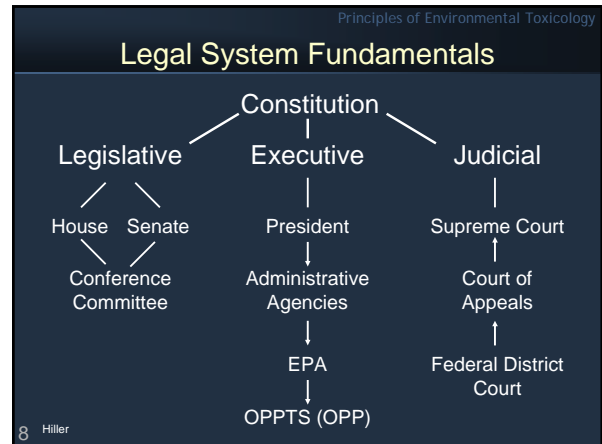 Principles of Environmental Toxicology
Legal System Fundamentals
Constitution
Legislative Executive Judicial
House Senate President Supreme Court
Conference Committee
Administrative Agencies
Court of Appeals
EPA
Federal District Court
OPPTS (OPP)
8 Hiller